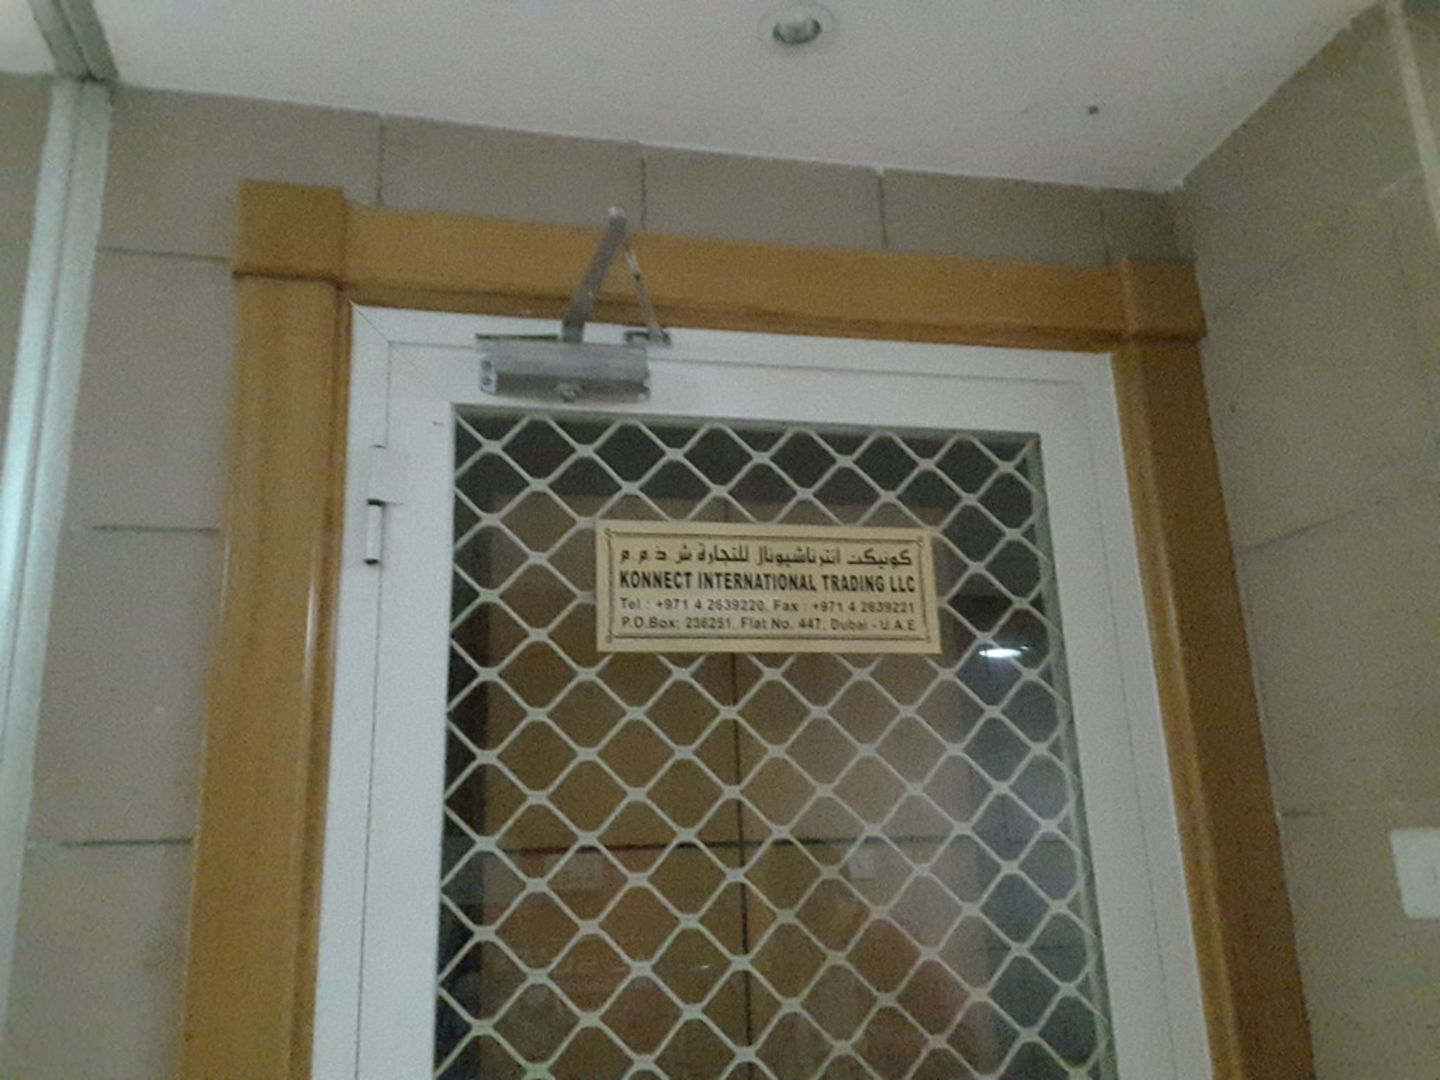 كونيكت انترناشيونال للتجارة ش.ذ.م.م
KONNECT INTERNATIONAL TRADING LLC
Tel : +971 4 2639220, Fax : +971 4 2639221
P.O.Box: 236251, Flat No. 447, Dubai - U.A.E